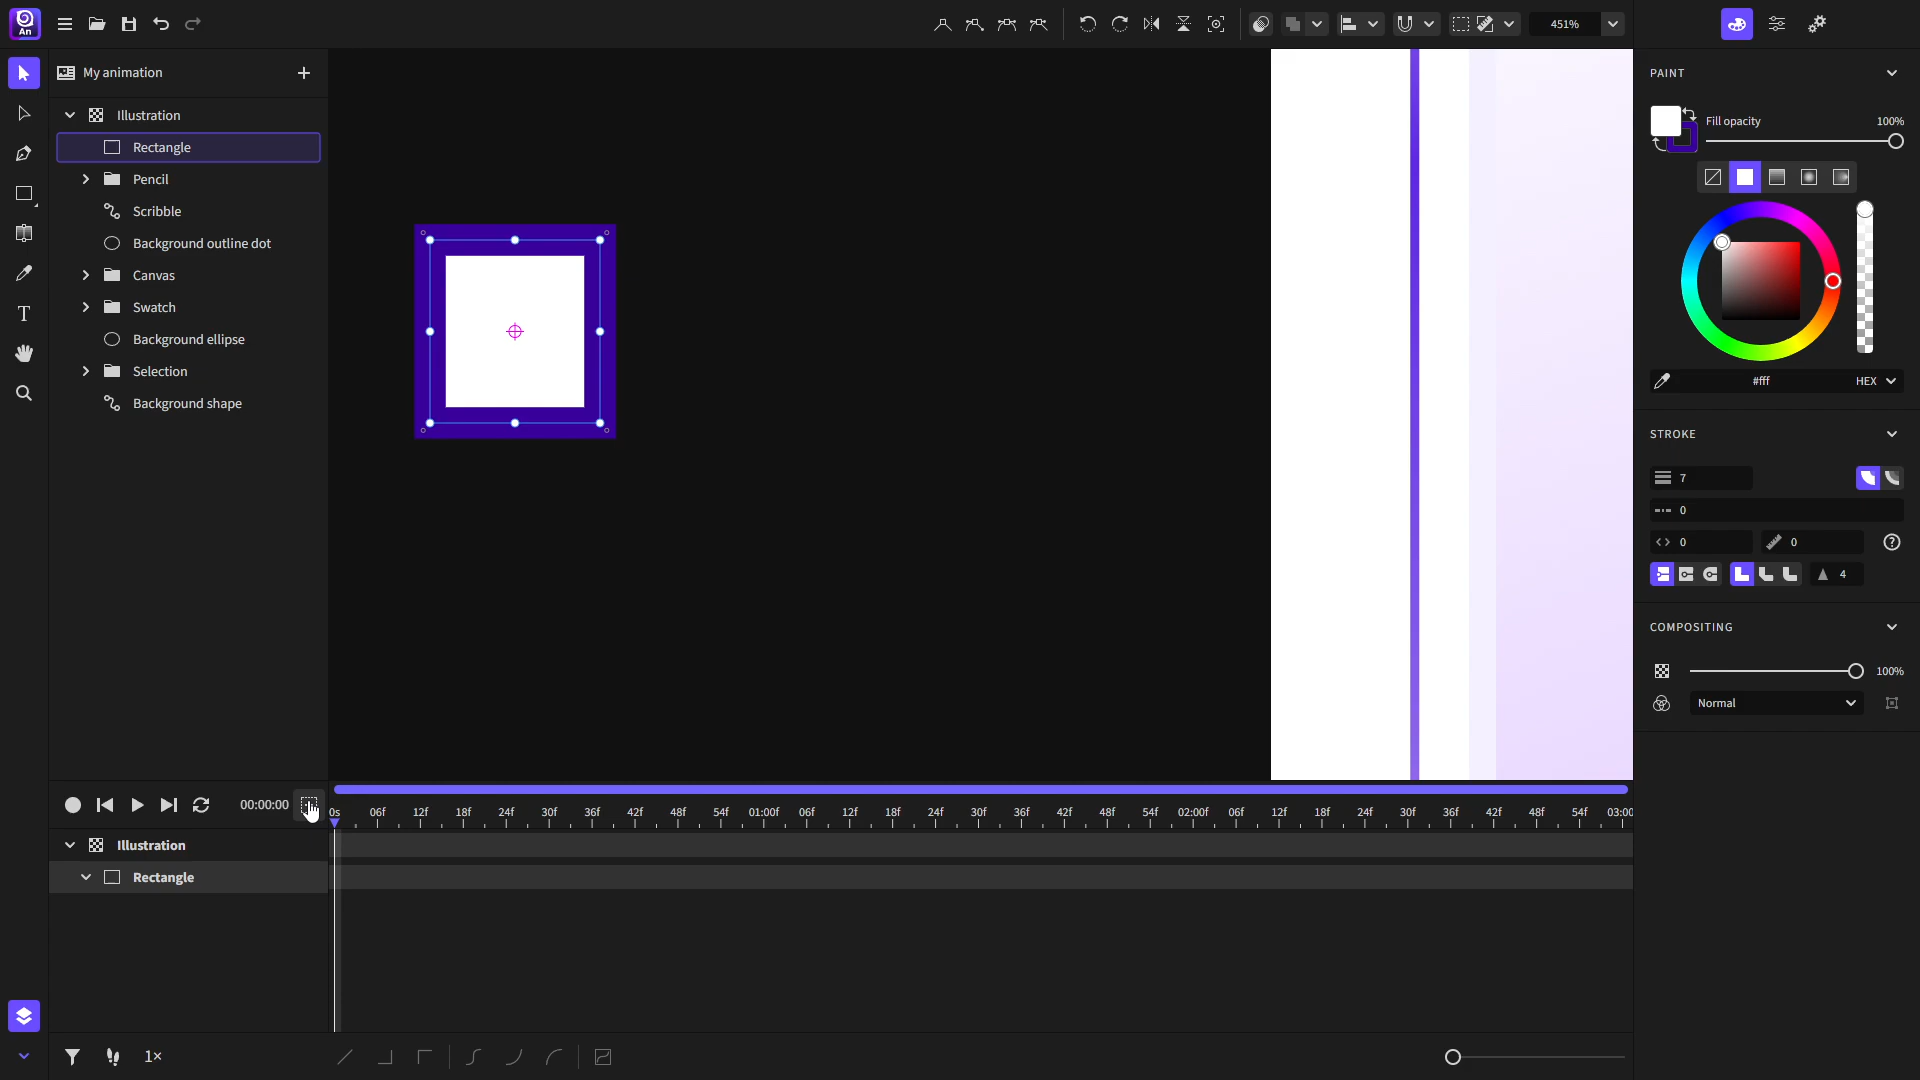 An
451%
My animation
PAINT
Illustration
Fill opacity 100%
Rectangle
Pencil
Scribble
Background outline dot
Canvas
Swatch
Background ellipse
Selection
#fff HEX
Background shape
STROKE
7
0
0 0 ?
4
COMPOSITING
100%
Normal
00:00:00
0s 06f 12f 18f 24f 30f 36f 42f 48f 54f 01:00f 06f 12f 18f 24f 30f 36f 42f 48f 54f 02:00f 06f 12f 18f 24f 30f 36f 42f 48f 54f 03:00
Illustration
Rectangle
1×